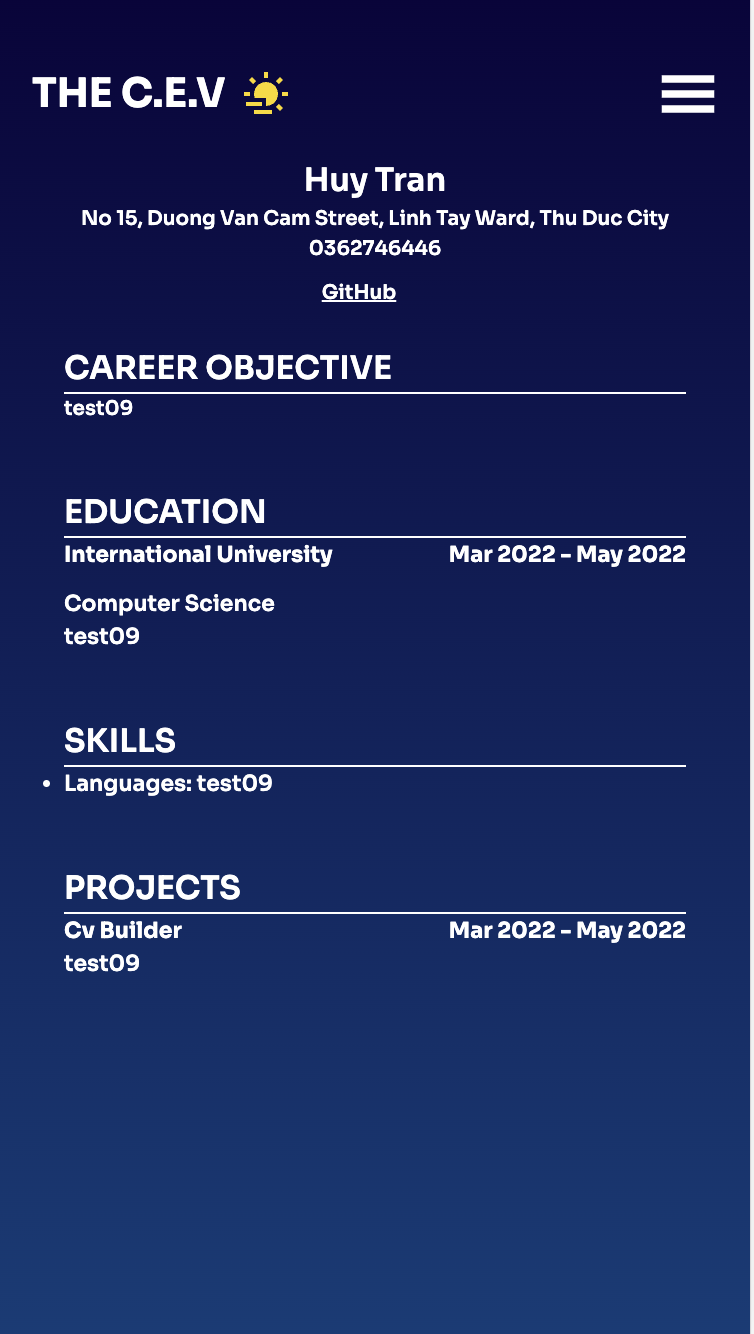 THE C.E.V
Huy Tran
No 15, Duong Van Cam Street, Linh Tay Ward, Thu Duc City
0362746446
GitHub
CAREER OBJECTIVE
test09
EDUCATION
International University Mar 2022 – May 2022
Computer Science
test09
SKILLS
• Languages: test09
PROJECTS
Cv Builder Mar 2022 – May 2022
test09